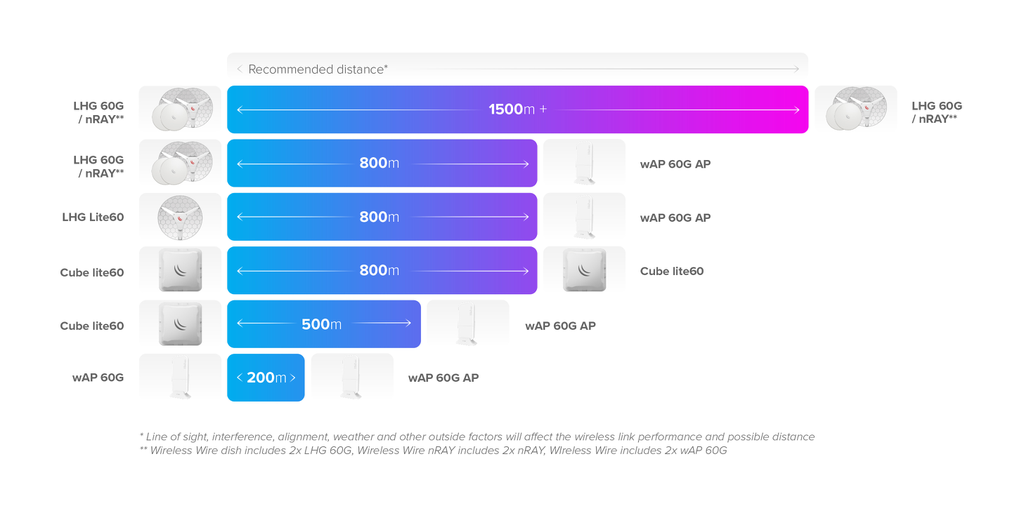 Recommended distance*
LHG 60G
/ nRAY**
1500m +
LHG 60G
/ nRAY**
LHG 60G
/ nRAY**
800m
wAP 60G AP
LHG Lite60
800m
wAP 60G AP
Cube lite60
800m
Cube lite60
Cube lite60
500m
wAP 60G AP
wAP 60G
200m
wAP 60G AP
* Line of sight, interference, alignment, weather and other outside factors will affect the wireless link performance and possible distance
** Wireless Wire dish includes 2x LHG 60G, Wireless Wire nRAY includes 2x nRAY, WIreless Wire includes 2x wAP 60G